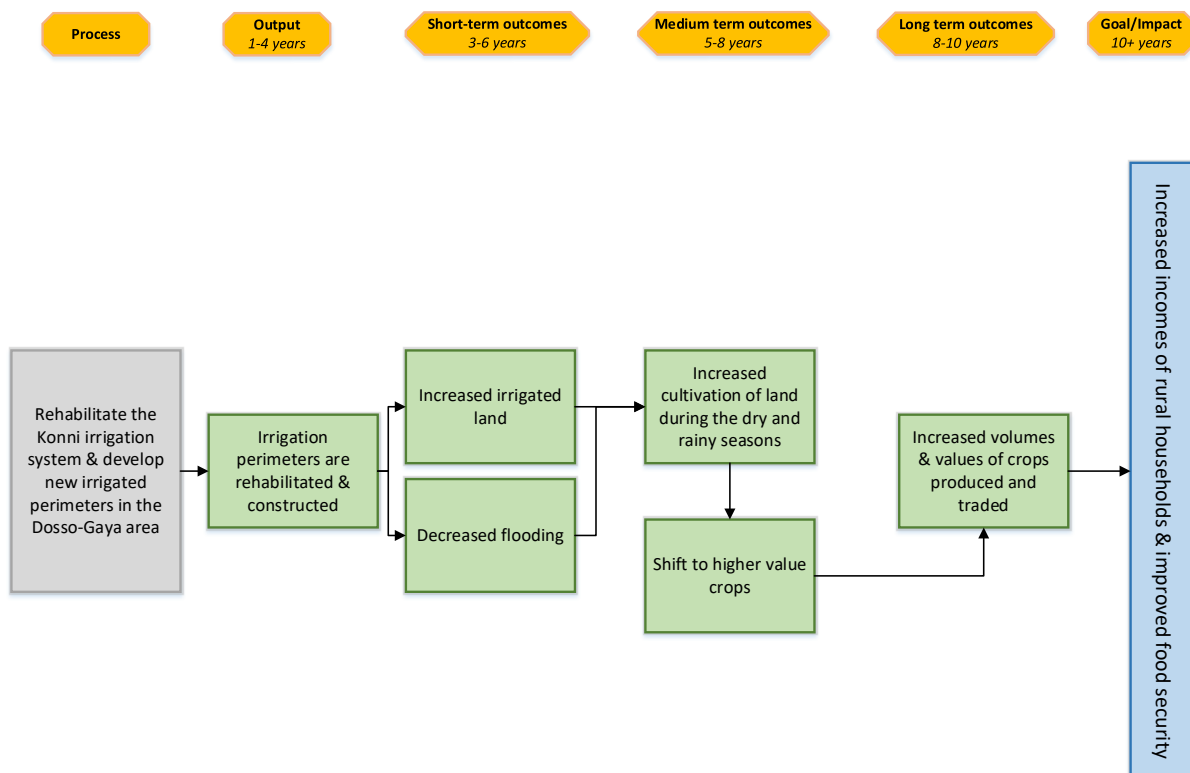 Process
Output
1-4 years
Short-term outcomes
3-6 years
Medium term outcomes
5-8 years
Long term outcomes
8-10 years
Goal/Impact
10+ years
Rehabilitate the
Konni irrigation
system & develop
new irrigated
perimeters in the
Dosso-Gaya area
Irrigation
perimeters are
rehabilitated &
constructed
Increased irrigated
land
Decreased flooding
Increased
cultivation of land
during the dry and
rainy seasons
Shift to higher value
crops
Increased volumes
& values of crops
produced and
traded
Increased incomes of rural households & improved food security